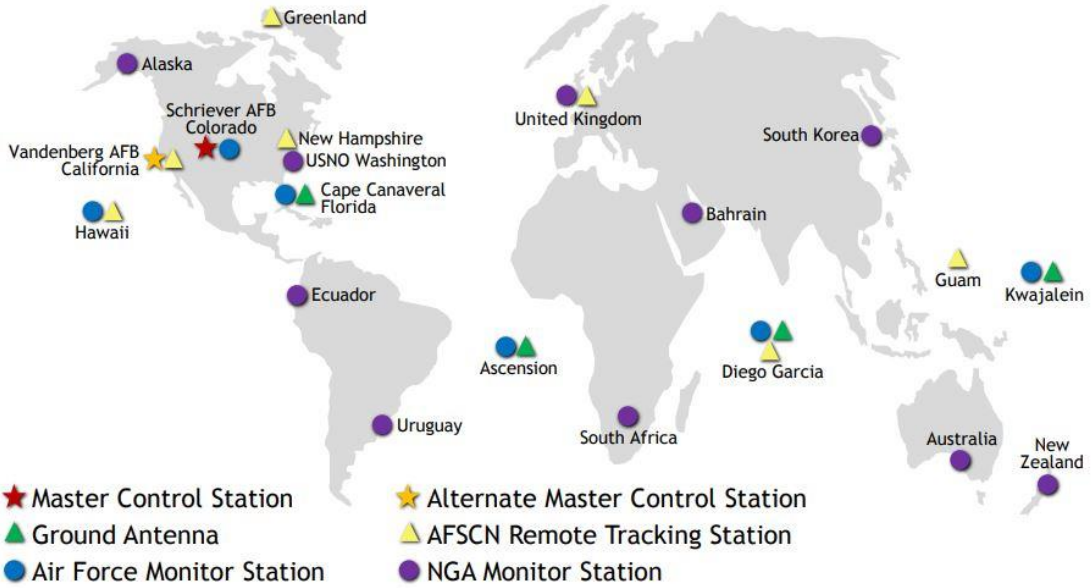 Greenland
Alaska
Schriever AFB
Colorado
New Hampshire
USNO Washington
Vandenberg AFB
California
Cape Canaveral
Florida
Hawaii
United Kingdom
South Korea
Bahrain
Guam
Kwajalein
Ecuador
Ascension
Diego Garcia
Uruguay
South Africa
Australia
New
Zealand
Master Control Station
Alternate Master Control Station
Ground Antenna
AFSCN Remote Tracking Station
Air Force Monitor Station
NGA Monitor Station